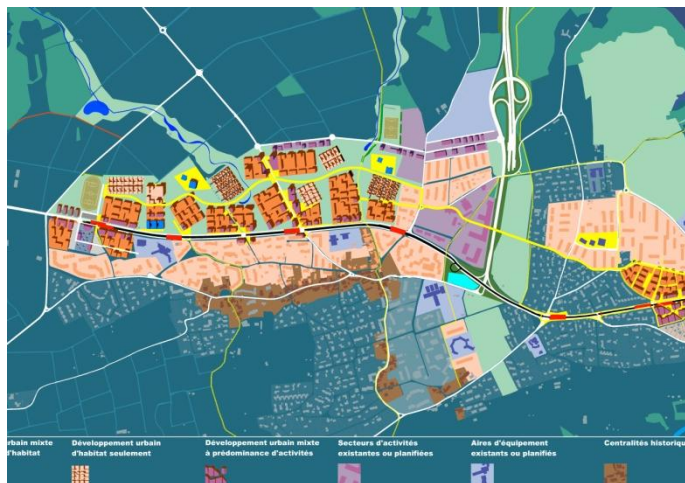 rbain mixte
d'habitat
Développement urbain
d'habitat seulement
Développement urbain mixte
à prédominance d'activités
Secteurs d'activités
existantes ou planifiées
Aires d'équipement
existants ou planifiés
Centralités historiqu